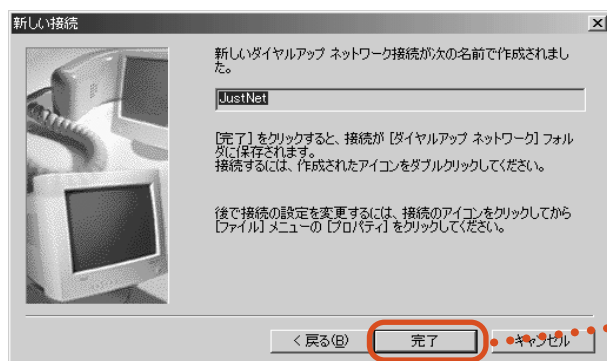 新しい接続
新しいダイヤルアップ ネットワーク接続が次の名前で作成されまし
た。
JustNet
[完了] をクリックすると、接続が [ダイヤルアップ ネットワーク] フォル
ダに保存されます。
接続するには、作成されたアイコンをダブルクリックしてください。
後で接続の設定を変更するには、接続のアイコンをクリックしてから
[ファイル] メニューの [プロパティ] をクリックしてください。
< 戻る(B)
完了
キャンセル